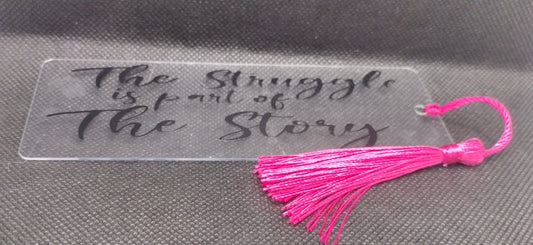 The Struggle
is part of
The Story